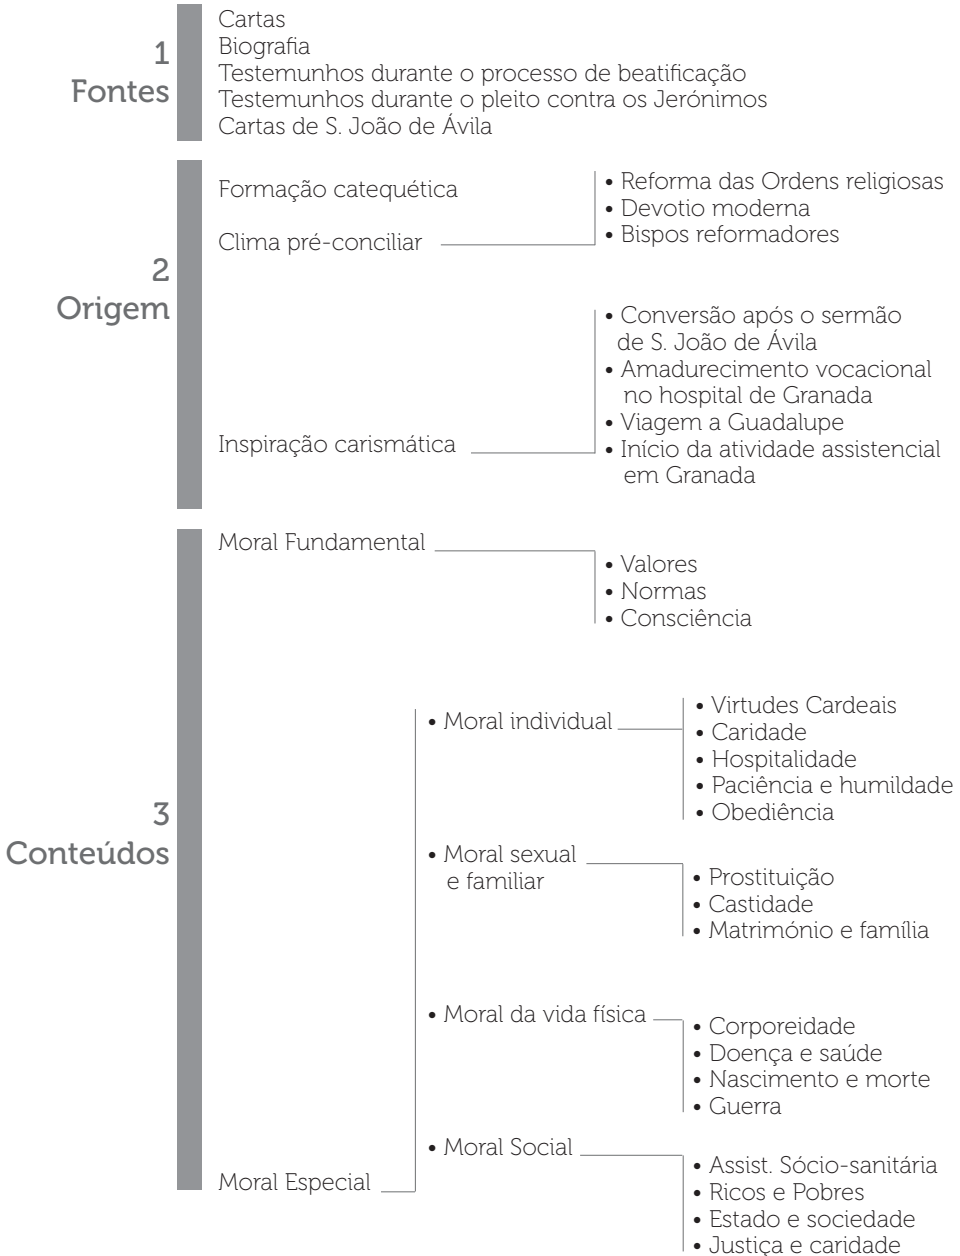 1
Fontes
Cartas
Biografia
Testemunhos durante o processo de beatificação
Testemunhos durante o pleito contra os Jerónimos
Cartas de S. João de Ávila
2
Origem
Formação catequética
Clima pré-conciliar
• Reforma das Ordens religiosas
• Devotio moderna
• Bispos reformadores
Inspiração carismática
• Conversão após o sermão
de S. João de Ávila
• Amadurecimento vocacional
no hospital de Granada
• Viagem a Guadalupe
• Início da atividade assistencial
em Granada
3
Conteúdos
Moral Fundamental
• Valores
• Normas
• Consciência
Moral Especial
• Moral individual
• Virtudes Cardeais
• Caridade
• Hospitalidade
• Paciência e humildade
• Obediência
• Moral sexual
e familiar
• Prostituição
• Castidade
• Matrimónio e família
• Moral da vida física
• Corporeidade
• Doença e saúde
• Nascimento e morte
• Guerra
• Moral Social
• Assist. Sócio-sanitária
• Ricos e Pobres
• Estado e sociedade
• Justiça e caridade